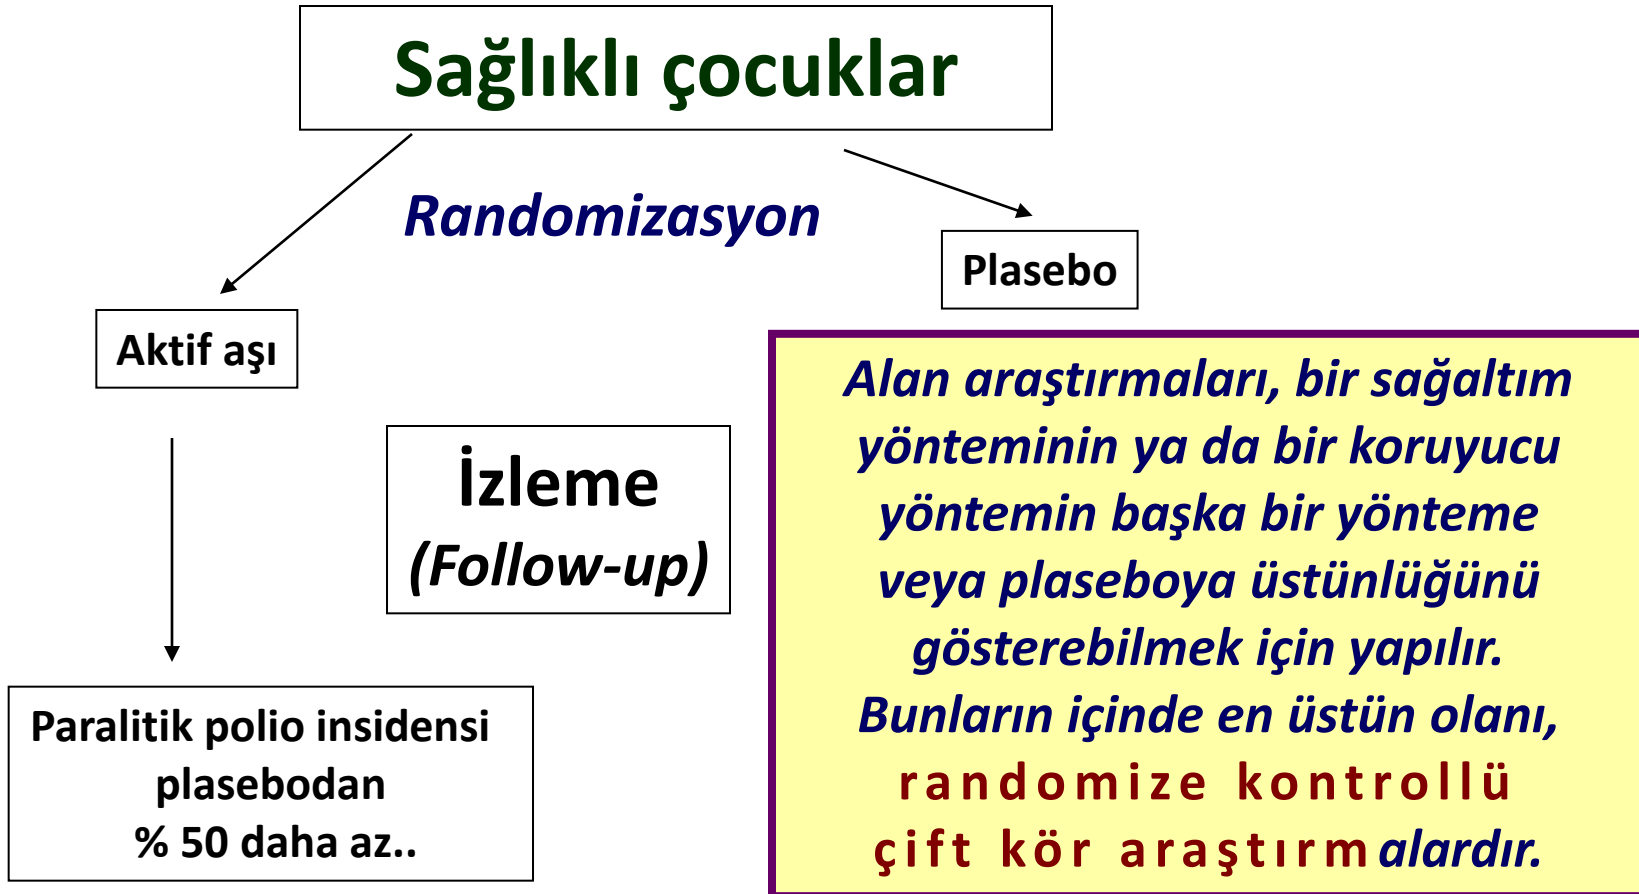 Sağlıklı çocuklar
Randomizasyon
Plasebo
Aktif aşı
İzleme
(Follow-up)
Paralitik polio insidensi
plasebodan
% 50 daha az..
Alan araştırmaları, bir sağaltım
yönteminin ya da bir koruyucu
yöntemin başka bir yönteme
veya plaseboya üstünlüğünü
gösterebilmek için yapılır.
Bunların içinde en üstün olanı,
randomize kontrollü
çift kör araştırmalardır.